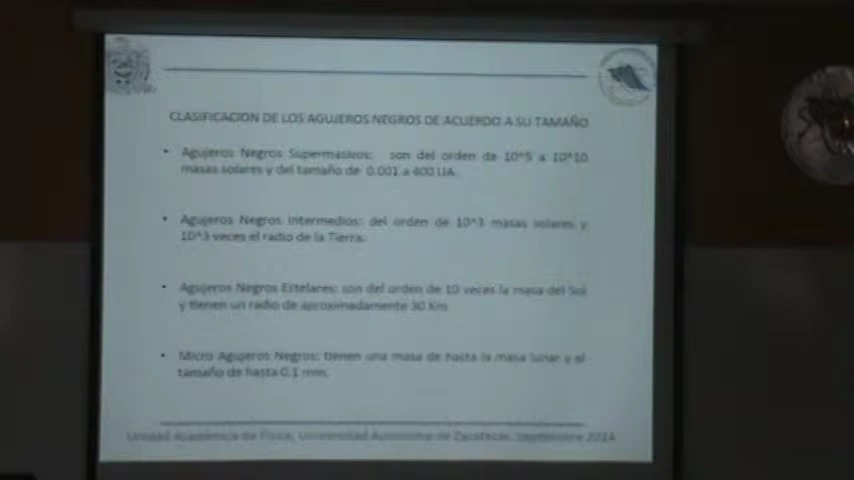 CLASIFICACION DE LOS AGUJEROS NEGROS DE ACUERDO A SU TAMAÑO
• Agujeros Negros Supermasivos: son del orden de 10^5 a 10^10
masas solares y del tamaño de 0.001 a 400 UA.
• Agujeros Negros Intermedios: del orden de 10^3 masas solares y
10^3 veces el radio de la Tierra.
• Agujeros Negros Estelares: son del orden de 10 veces la masa del Sol
y tienen un radio de aproximadamente 30 Km.
• Micro Agujeros Negros: tienen una masa de hasta la masa lunar y el
tamaño de hasta 0.1 mm.
Unidad Académica de Física, Universidad Autónoma de Zacatecas. Septiembre